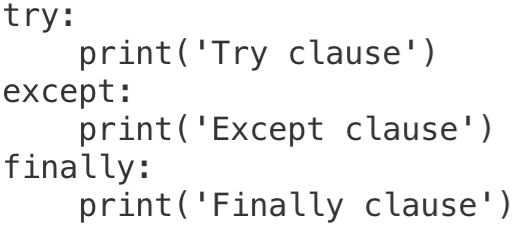 try:
    print('Try clause')
except:
    print('Except clause')
finally:
    print('Finally clause')